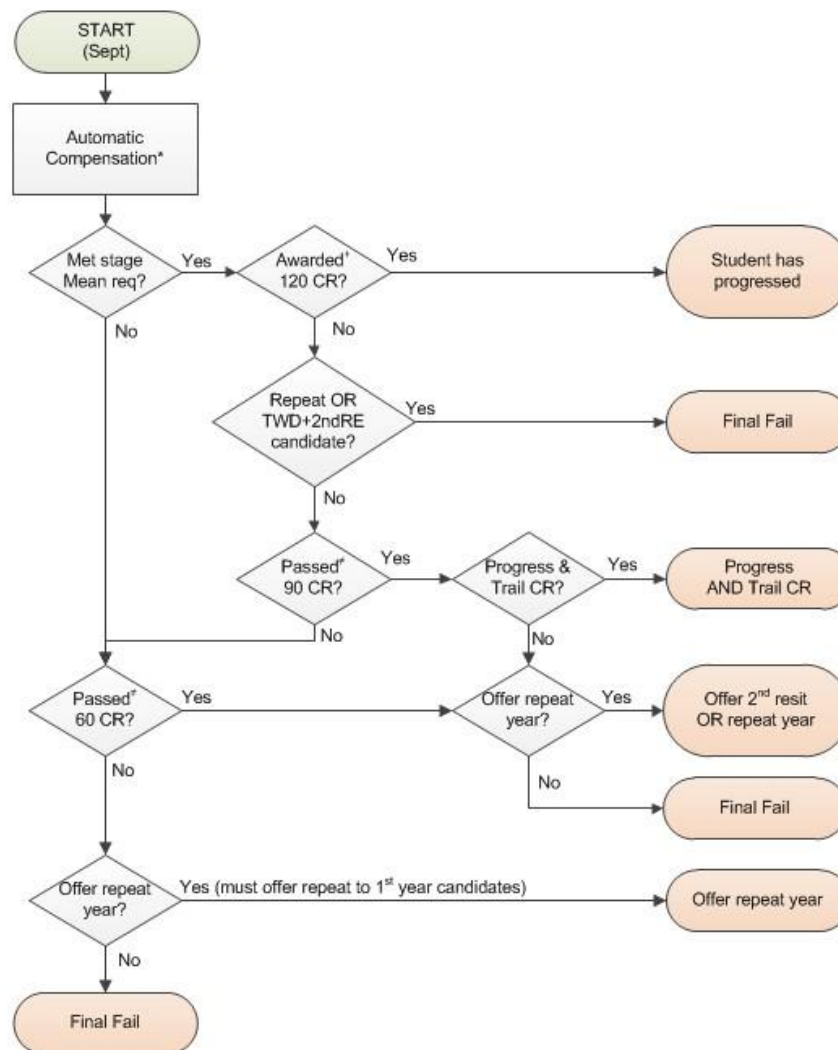 START
(Sept)
Automatic
Compensation*
Met stage
Mean req?
Yes
Awarded†
120 CR?
Yes
Student has
progressed
No
No
Repeat OR
TWD+2ndRE
candidate?
Yes
Final Fail
No
Passed≠
90 CR?
Yes
Progress &
Trail CR?
Yes
Progress
AND Trail CR
No
No
Passed≠
60 CR?
Yes
Offer repeat
year?
Yes
Offer 2nd resit
OR repeat year
No
No
Final Fail
Offer repeat
year?
Yes (must offer repeat to 1st year candidates)
Offer repeat year
No
Final Fail